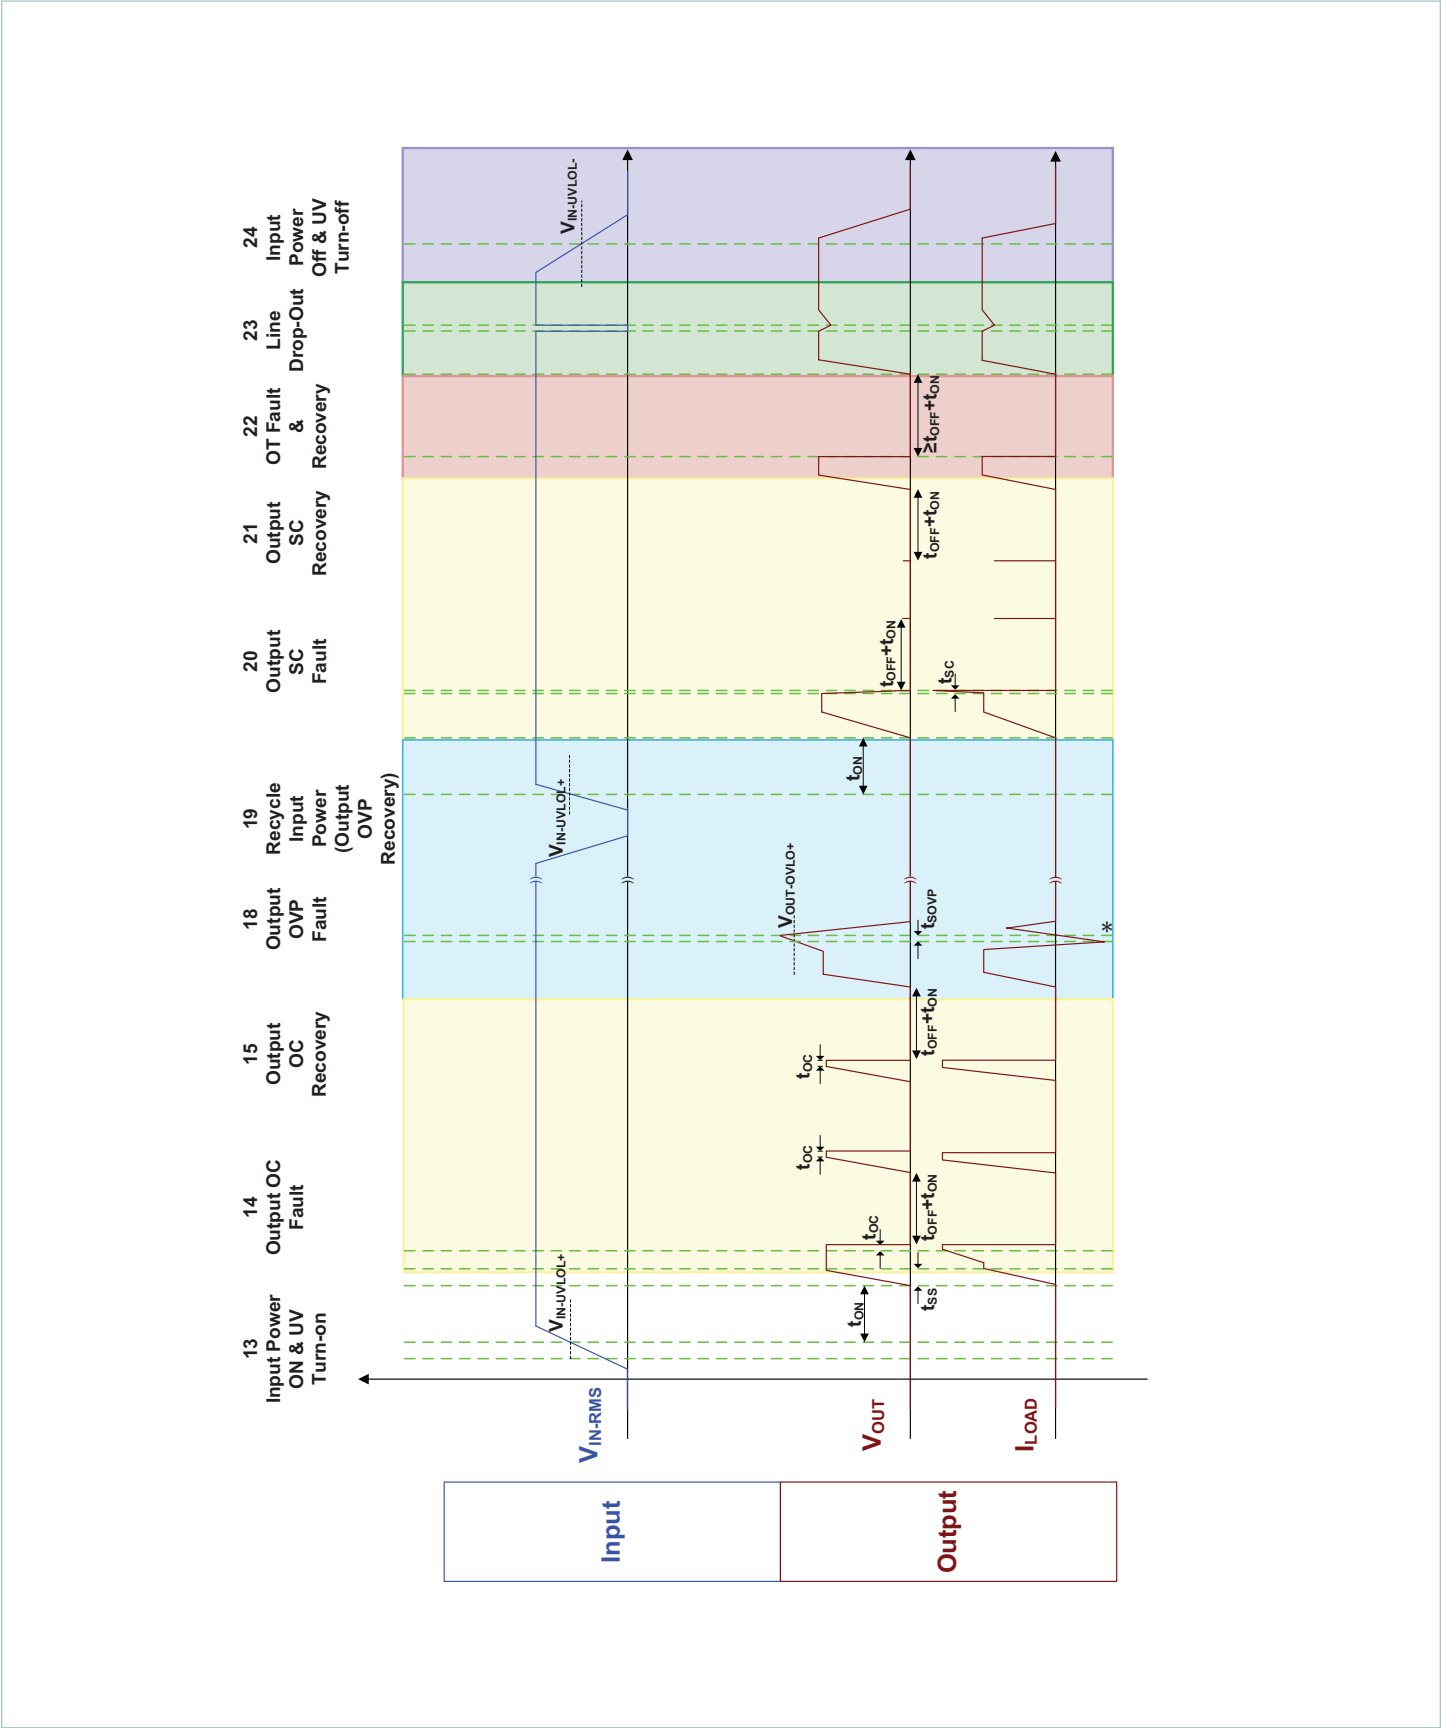 13
Input Power
ON & UV
Turn-on
14
Output OC
Fault
15
Output
OC
Recovery
18
Output
OVP
Fault
19
Recycle
Input
Power
(Output
OVP
Recovery)
20
Output
SC
Fault
21
Output
SC
Recovery
22
OT Fault
&
Recovery
23
Line
Drop-Out
24
Input
Power
Off & UV
Turn-off
Input
VIN-RMS
VIN-UVLOL+
VIN-UVLOL+
VIN-UVLOL-
Output
VOUT
tON
tSS
tOC
tOFF+tON
tOC
tOC
tOFF+tON
VOUT-OVLO+
tSOVP
tON
tOFF+tON
tOFF+tON
≥tOFF+tON
ILOAD
*
tSC